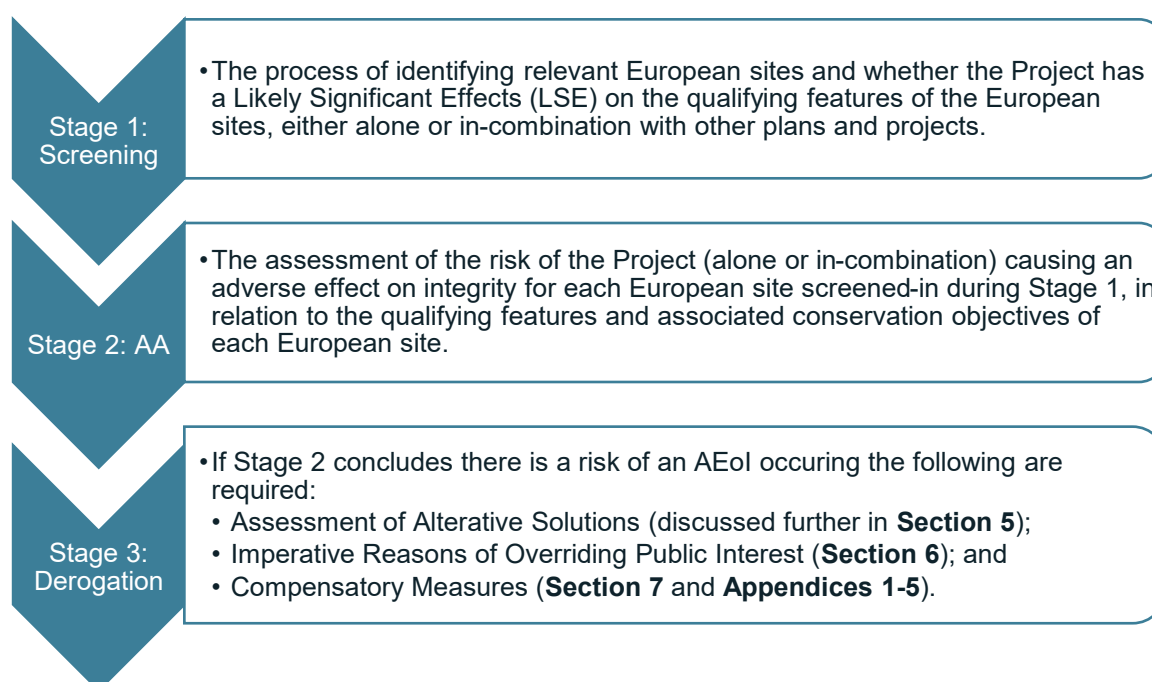 Stage 1:
Screening
•The process of identifying relevant European sites and whether the Project has
a Likely Significant Effects (LSE) on the qualifying features of the European
sites, either alone or in-combination with other plans and projects.
Stage 2: AA
•The assessment of the risk of the Project (alone or in-combination) causing an
adverse effect on integrity for each European site screened-in during Stage 1, in
relation to the qualifying features and associated conservation objectives of
each European site.
Stage 3:
Derogation
•If Stage 2 concludes there is a risk of an AEoI occuring the following are
required:
• Assessment of Alterative Solutions (discussed further in Section 5);
• Imperative Reasons of Overriding Public Interest (Section 6); and
• Compensatory Measures (Section 7 and Appendices 1-5).